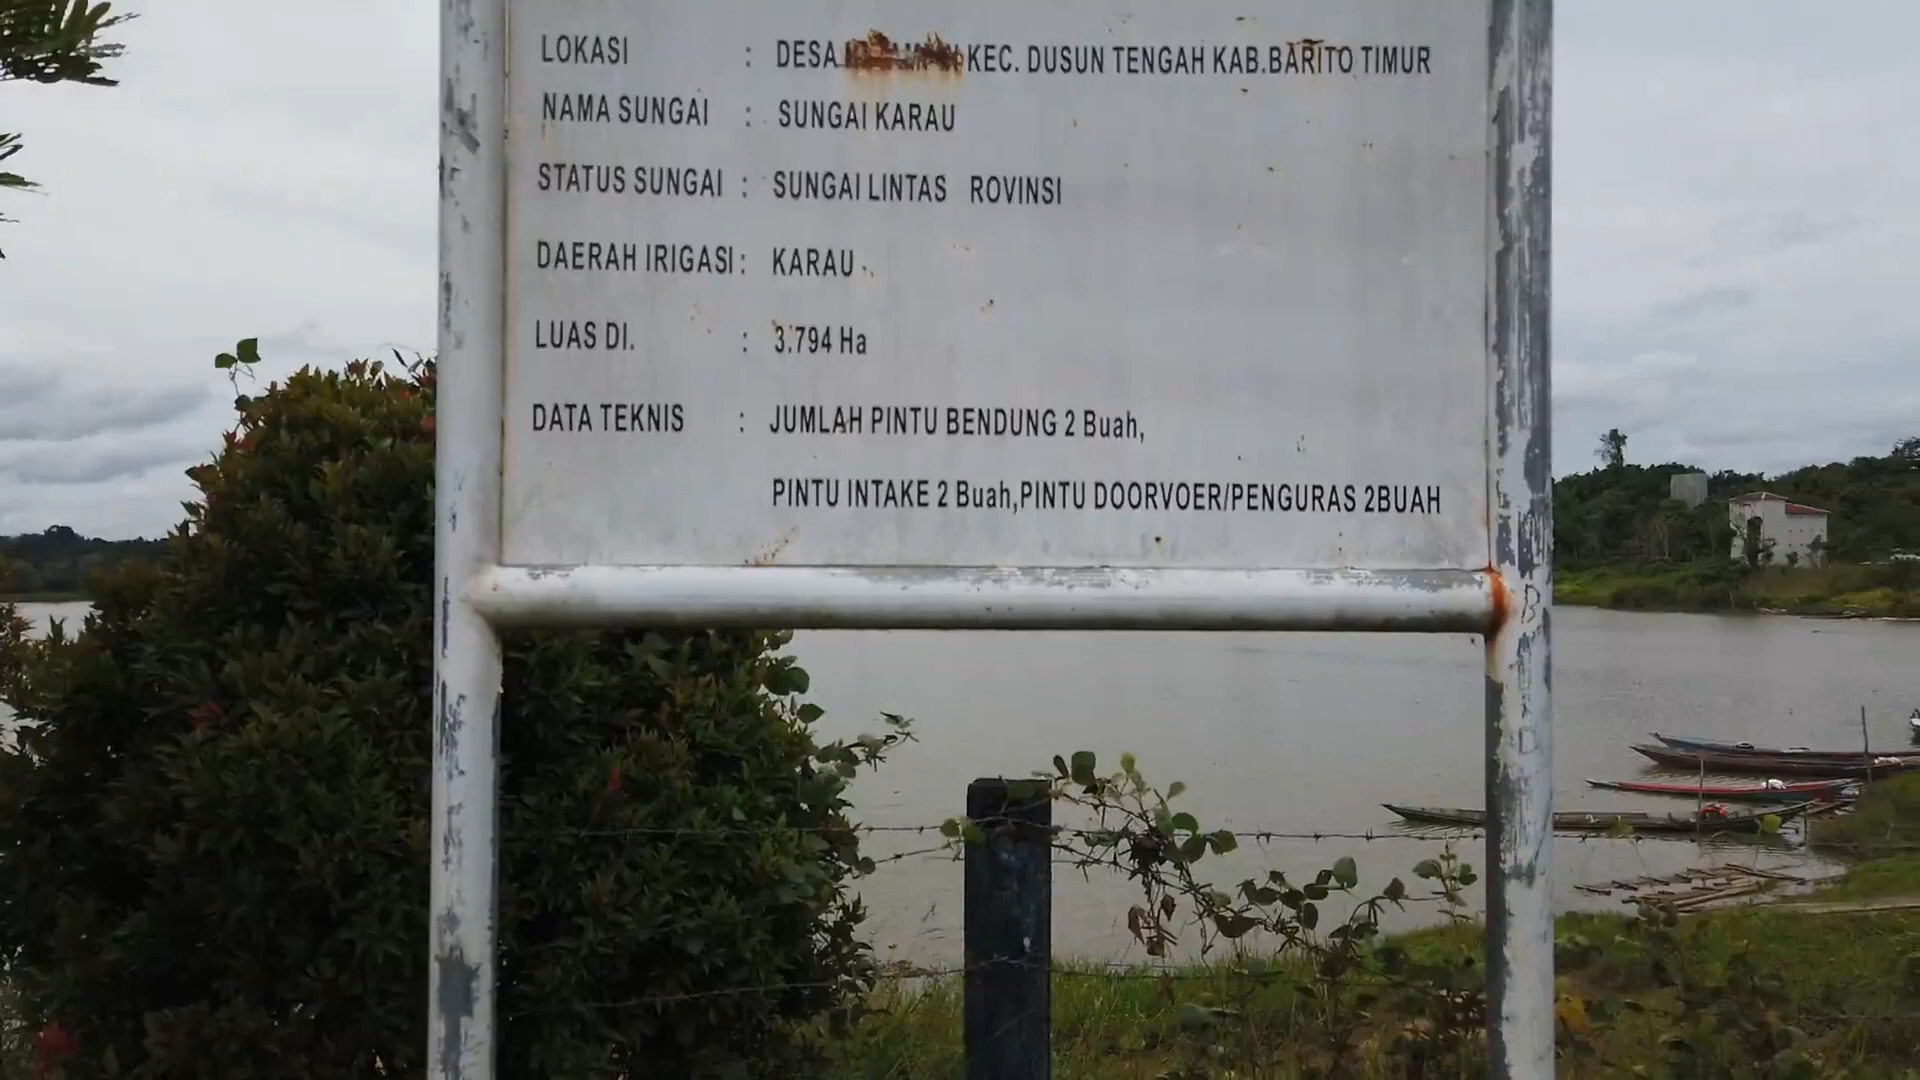 LOKASI : DESA KEC. DUSUN TENGAH KAB.BARITO TIMUR
NAMA SUNGAI : SUNGAI KARAU
STATUS SUNGAI : SUNGAI LINTAS ROVINSI
DAERAH IRIGASI : KARAU
LUAS DI. : 3.794 Ha
DATA TEKNIS : JUMLAH PINTU BENDUNG 2 Buah,
PINTU INTAKE 2 Buah,PINTU DOORVOER/PENGURAS 2BUAH